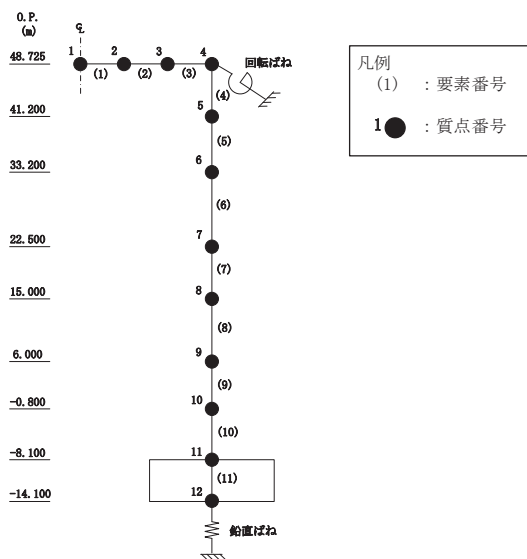 O.P.
(m)
℄
1 2 3 4
48.725
(1) (2) (3)
回転ばね
(4)
41.200
5
(5)
33.200
6
(6)
22.500
7
(7)
15.000
8
(8)
6.000
9
(9)
-0.800
10
(10)
-8.100
11
(11)
-14.100
12
鉛直ばね
凡例
(1) :要素番号
1 :質点番号